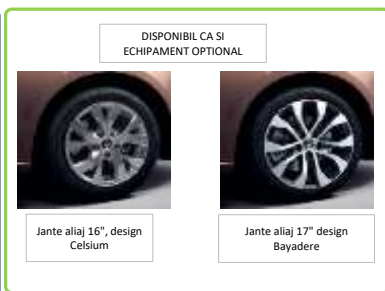 DISPONIBIL CA SI
ECHIPAMENT OPTIONAL
Jante aliaj 16", design
Celsium
Jante aliaj 17" design
Bayadere